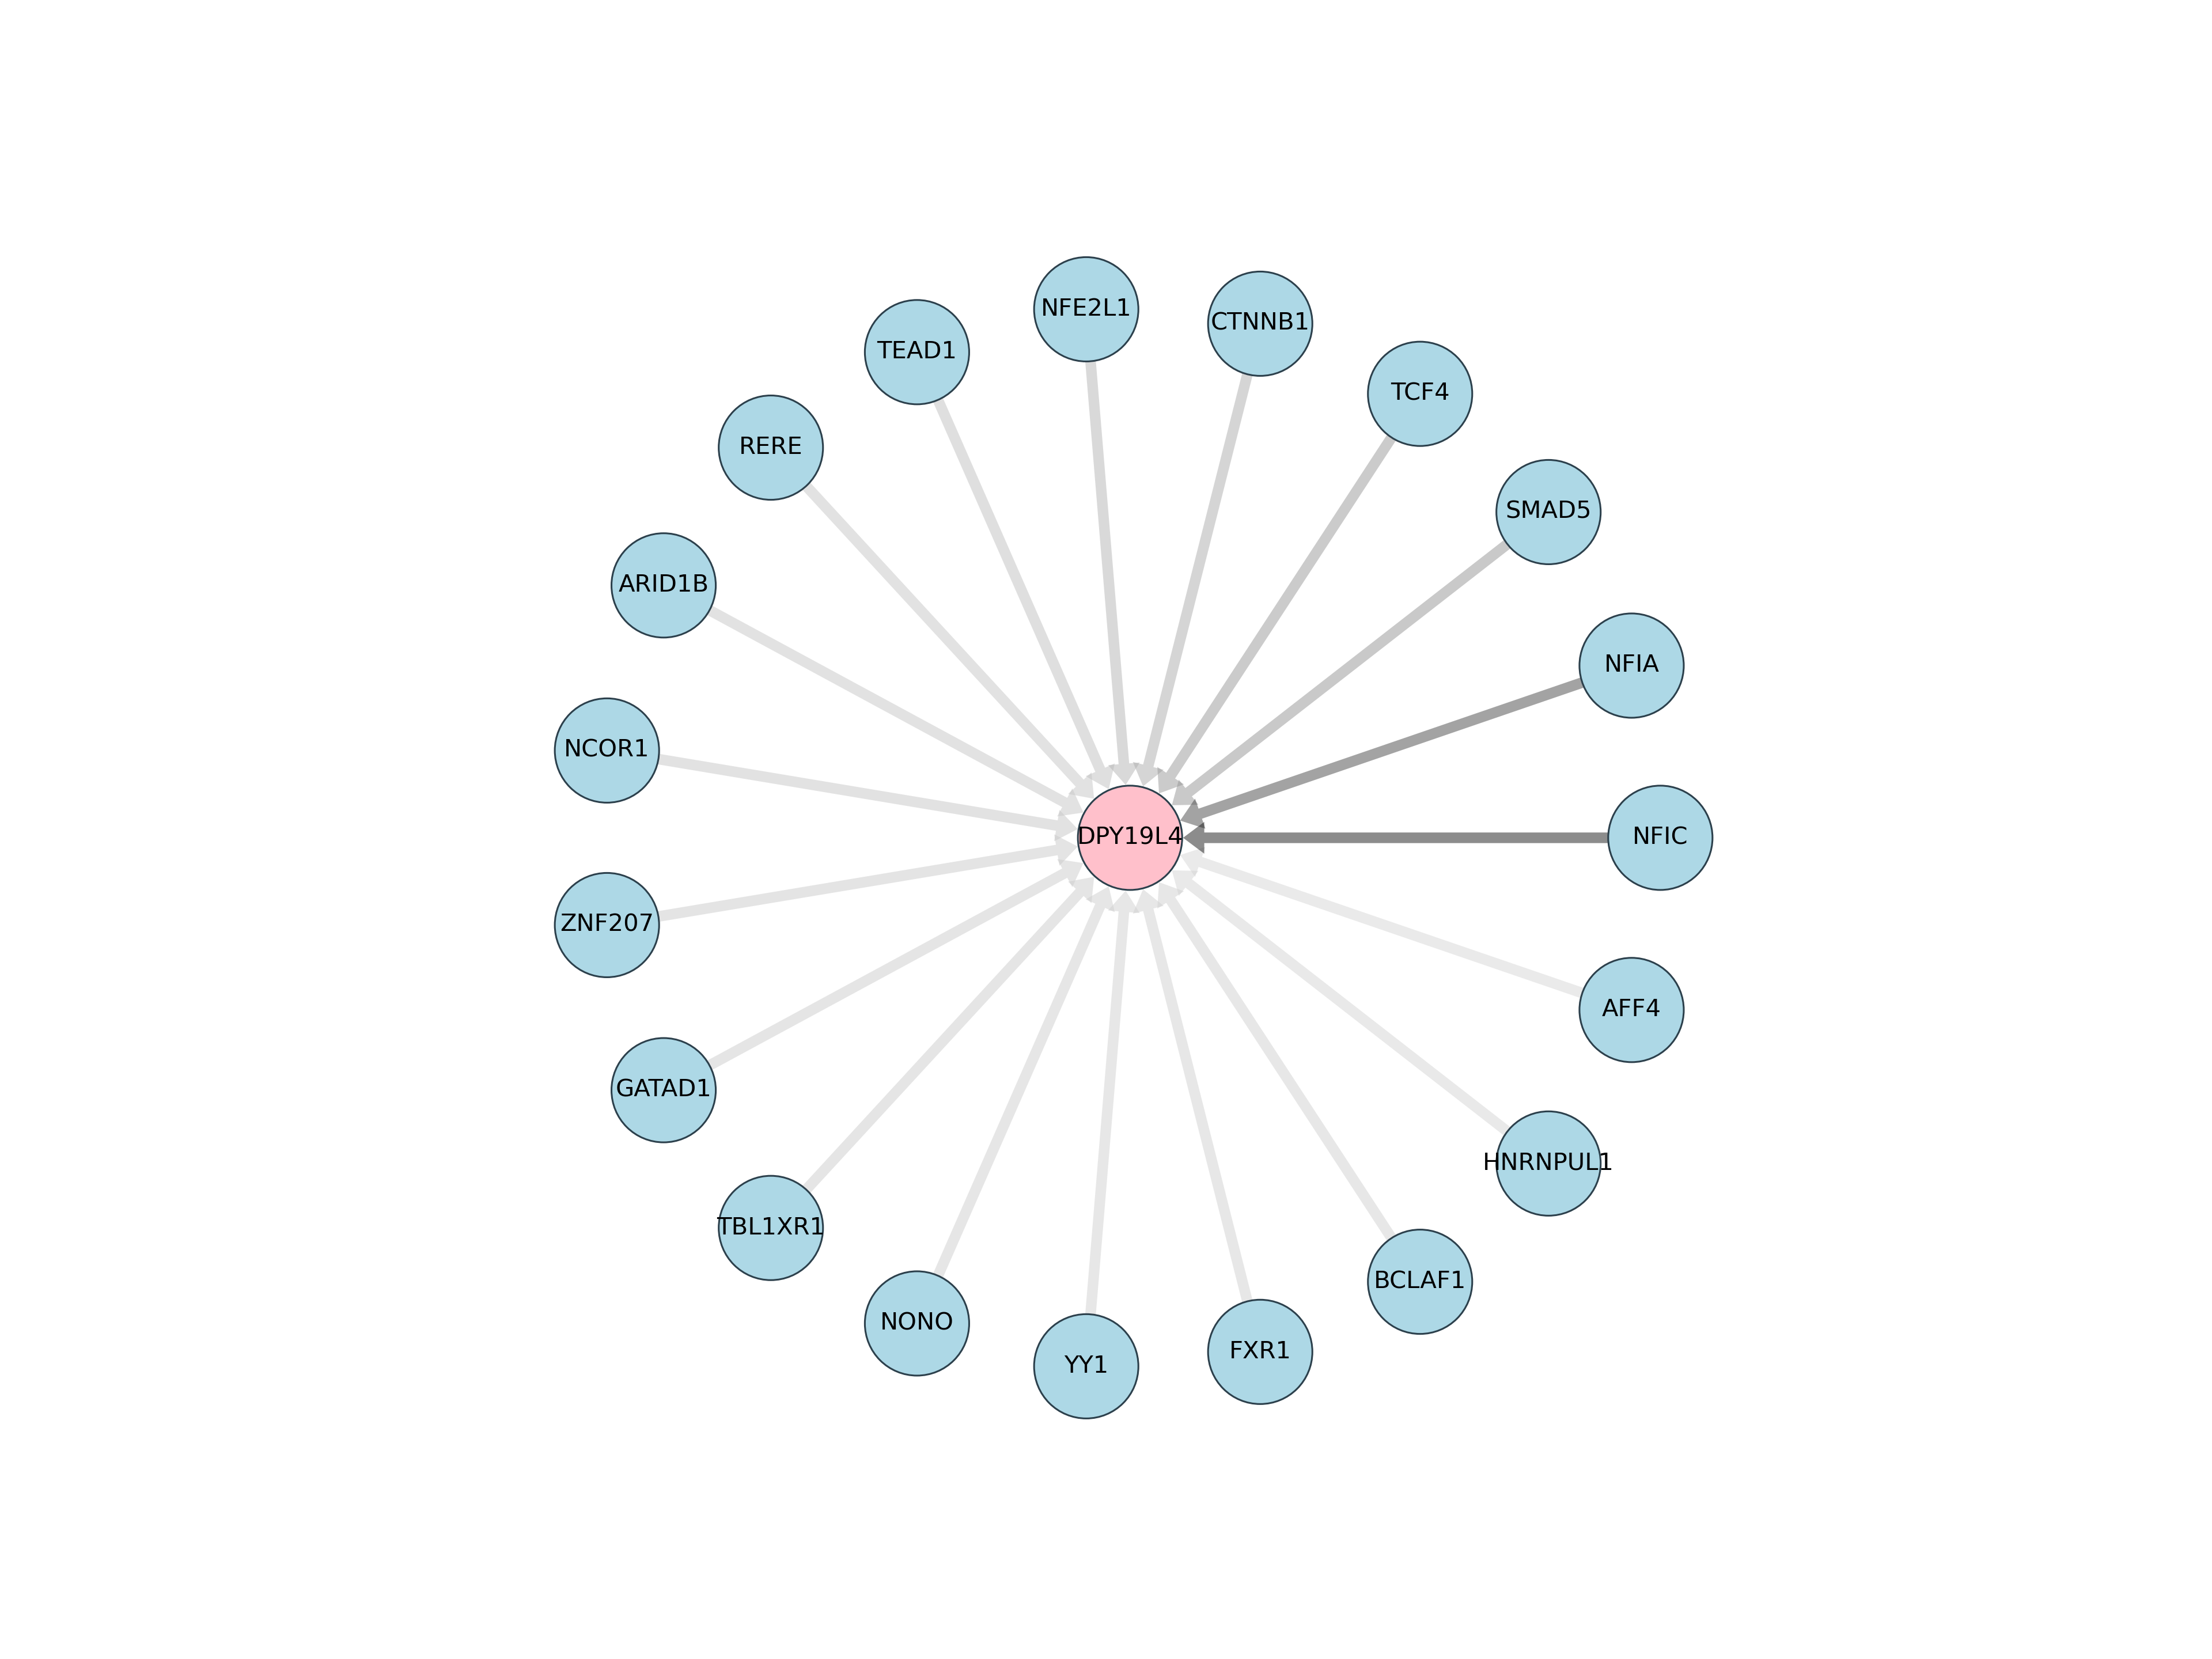 NFE2L1
CTNNB1
TEAD1
TCF4
RERE
SMAD5
ARID1B
NFIA
NCOR1
DPY19L4
NFIC
ZNF207
AFF4
GATAD1
HNRNPUL1
TBL1XR1
BCLAF1
NONO
FXR1
YY1